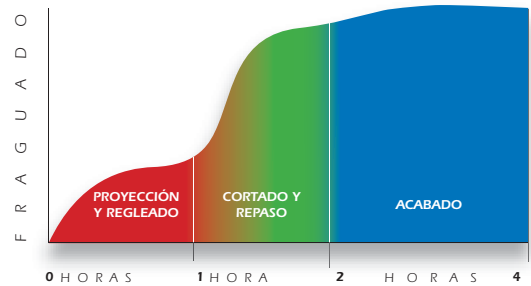 FRAGUADO
PROYECCIÓN
Y REGLEADO
CORTADO Y
REPASO
ACABADO
0 HORAS 1 HORA 2 HORAS 4